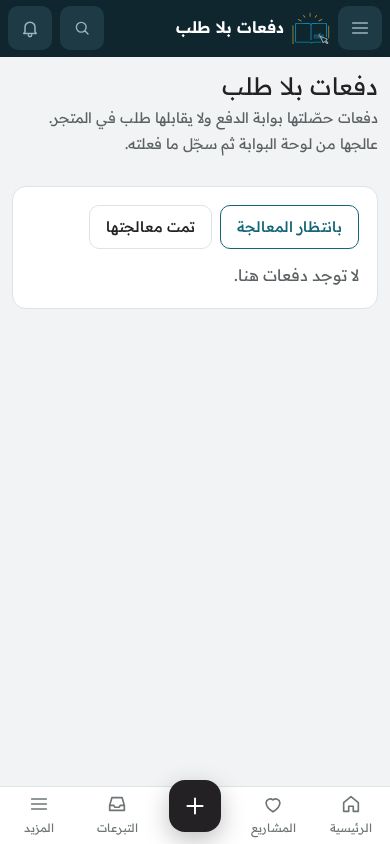 دفعات بلا طلب
دفعات بلا طلب
دفعات حصّلتها بوابة الدفع ولا يقابلها طلب في المتجر.
عالجها من لوحة البوابة ثم سجّل ما فعلته.
بانتظار المعالجة
تمت معالجتها
لا توجد دفعات هنا.
الرئيسية
المشاريع
التبرعات
المزيد